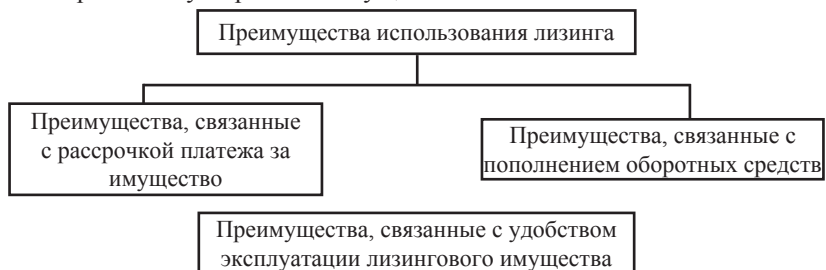 Преимущества использования лизинга
Преимущества, связанные
с рассрочкой платежа за
имущество
Преимущества, связанные с
пополнением оборотных средств
Преимущества, связанные с удобством
эксплуатации лизингового имущества